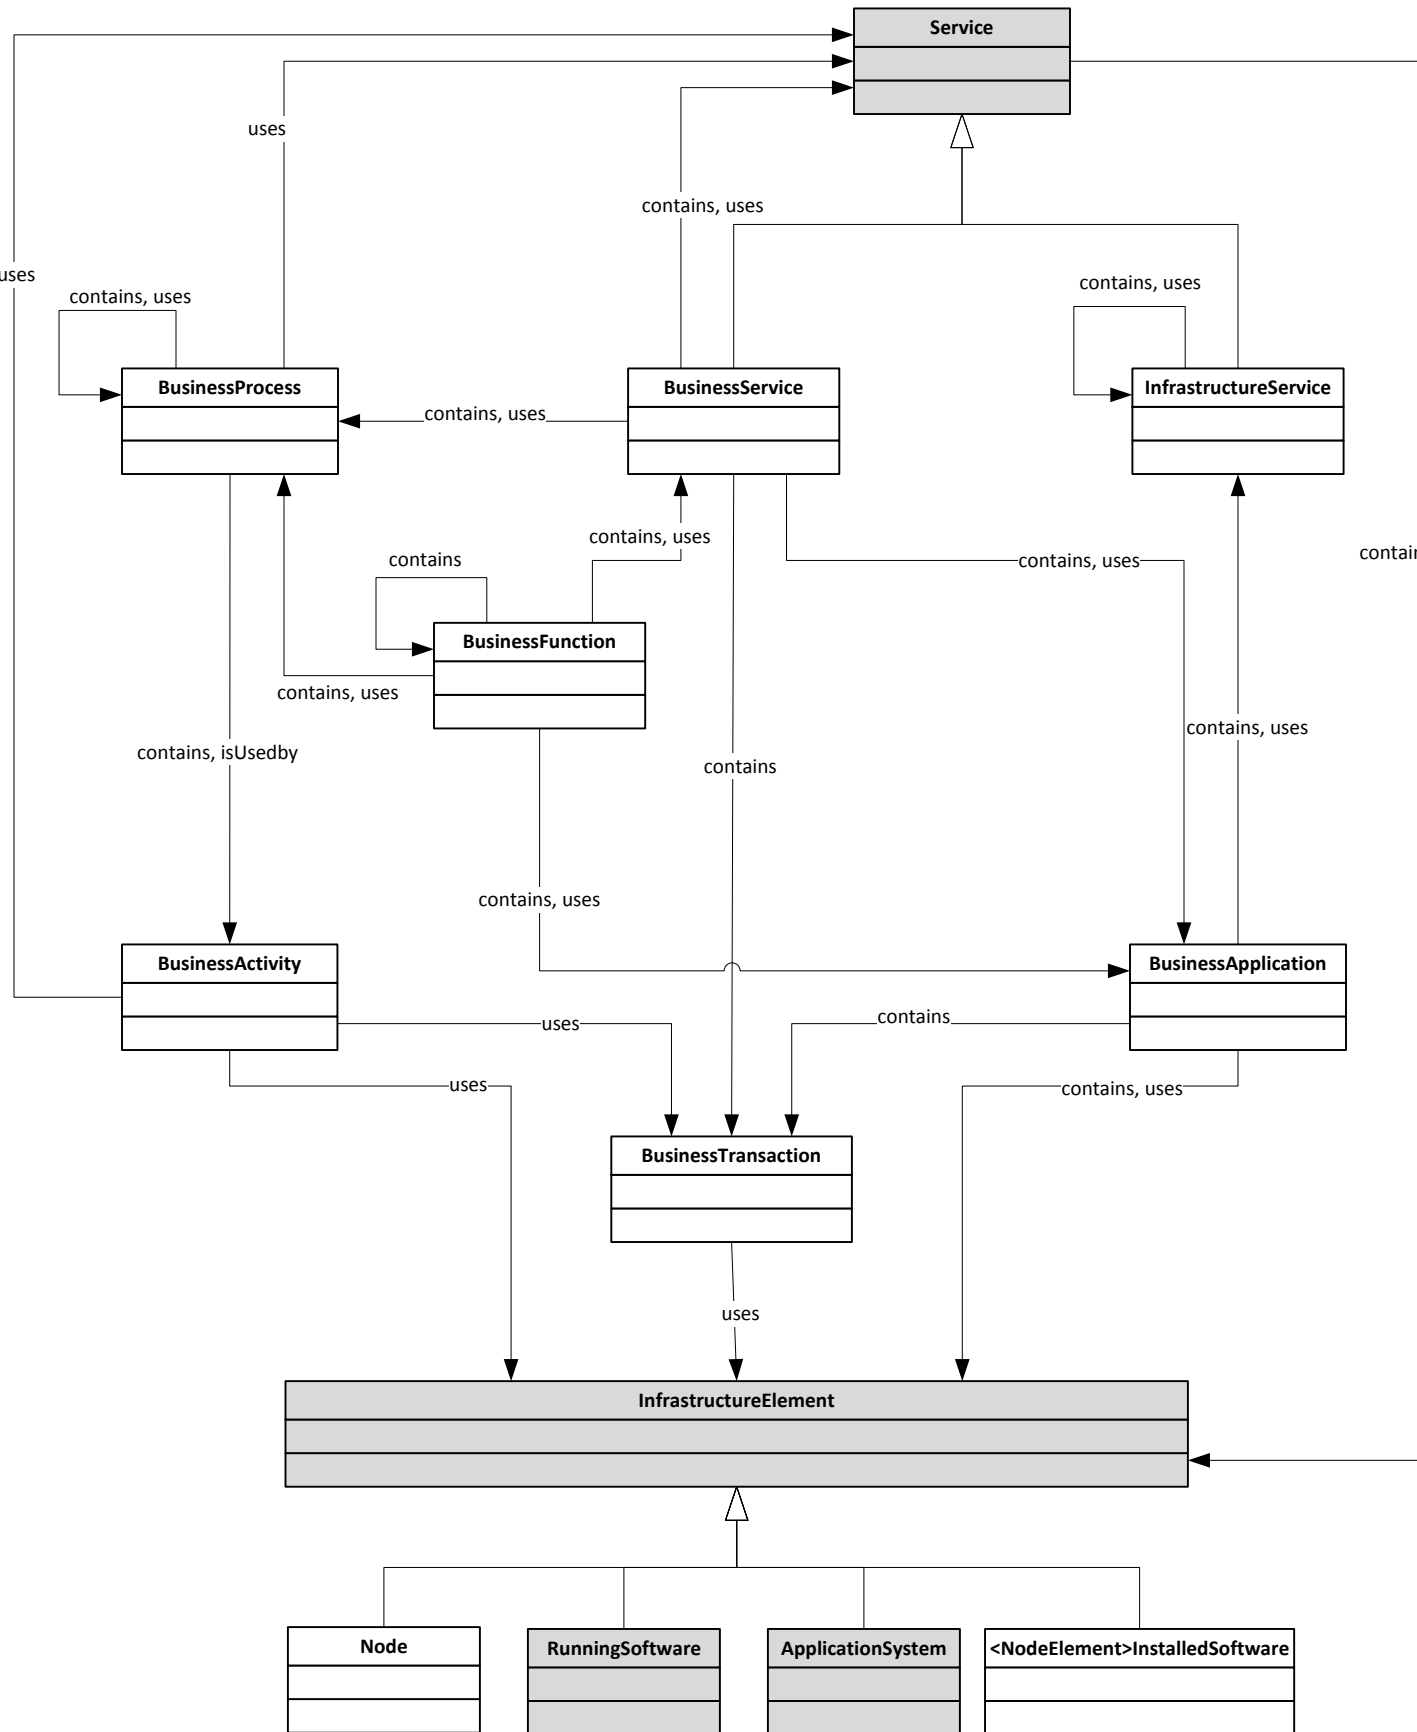 Service
uses
contains, uses
uses
contains, uses
contains, uses
BusinessProcess
BusinessService
InfrastructureService
contains, uses
contains, uses
contains
contains, uses
BusinessFunction
contains, uses
contains, uses
contains, isUsedby
contains
contains, uses
BusinessActivity
BusinessApplication
uses
contains
uses
contains, uses
BusinessTransaction
uses
InfrastructureElement
Node
RunningSoftware
ApplicationSystem
<NodeElement>InstalledSoftware